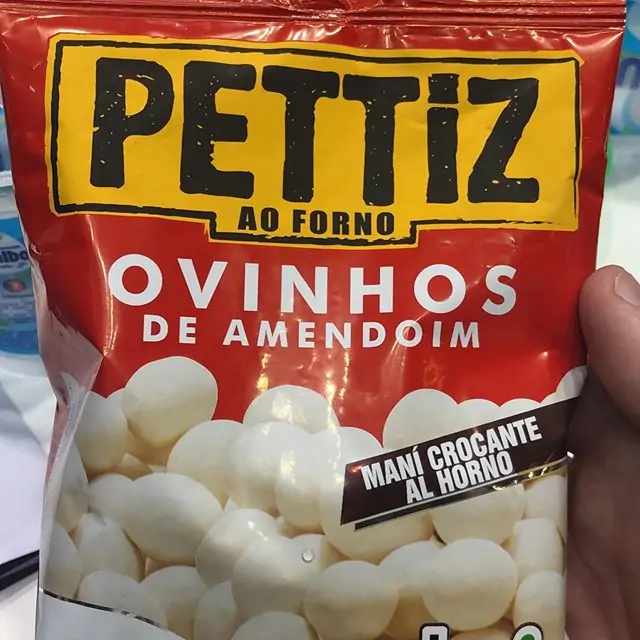 PETTiZ
AO FORNO
OVINHOS
DE AMENDOIM
MANÍ CROCANTE
AL HORNO